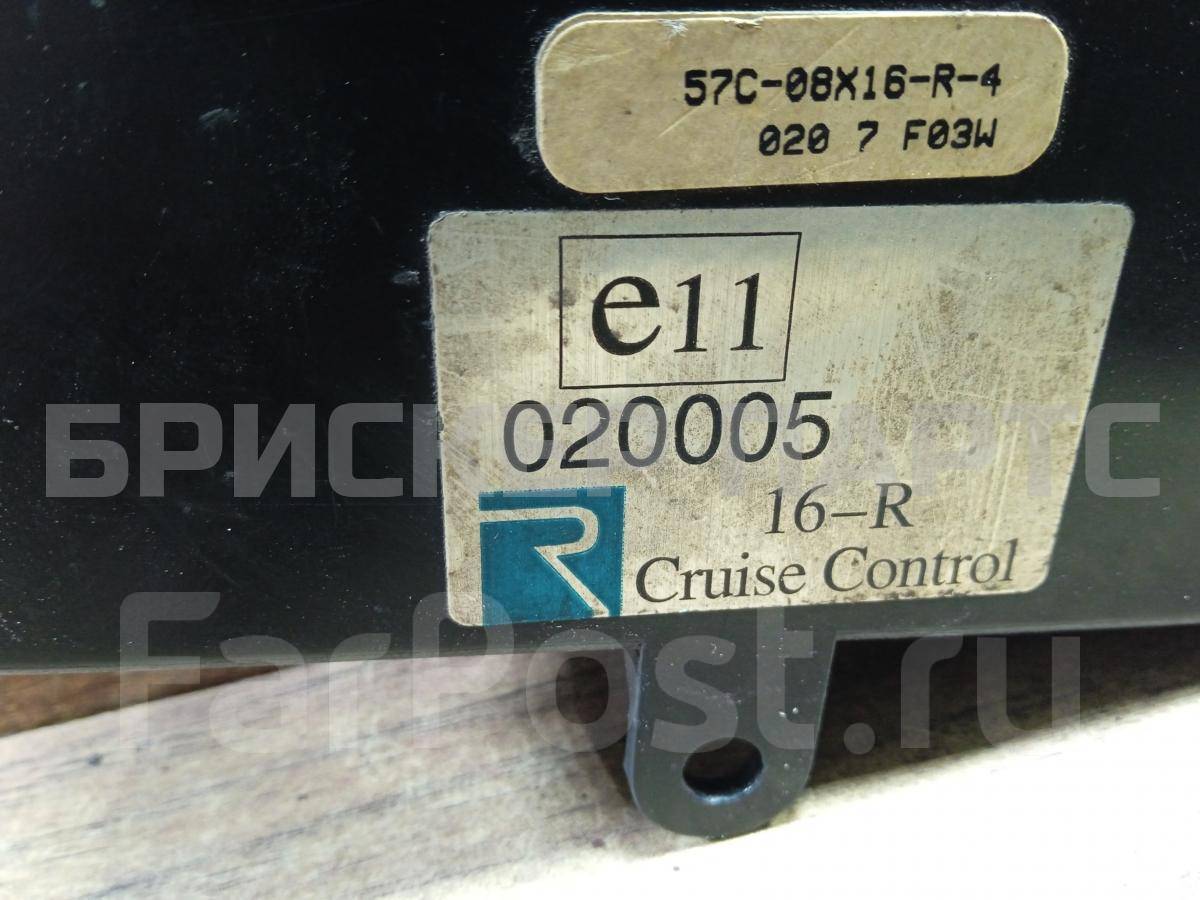 57C-08X16-R-4
020 7 F03W
e11
020005
16-R
Cruise Control
FarPost.ru